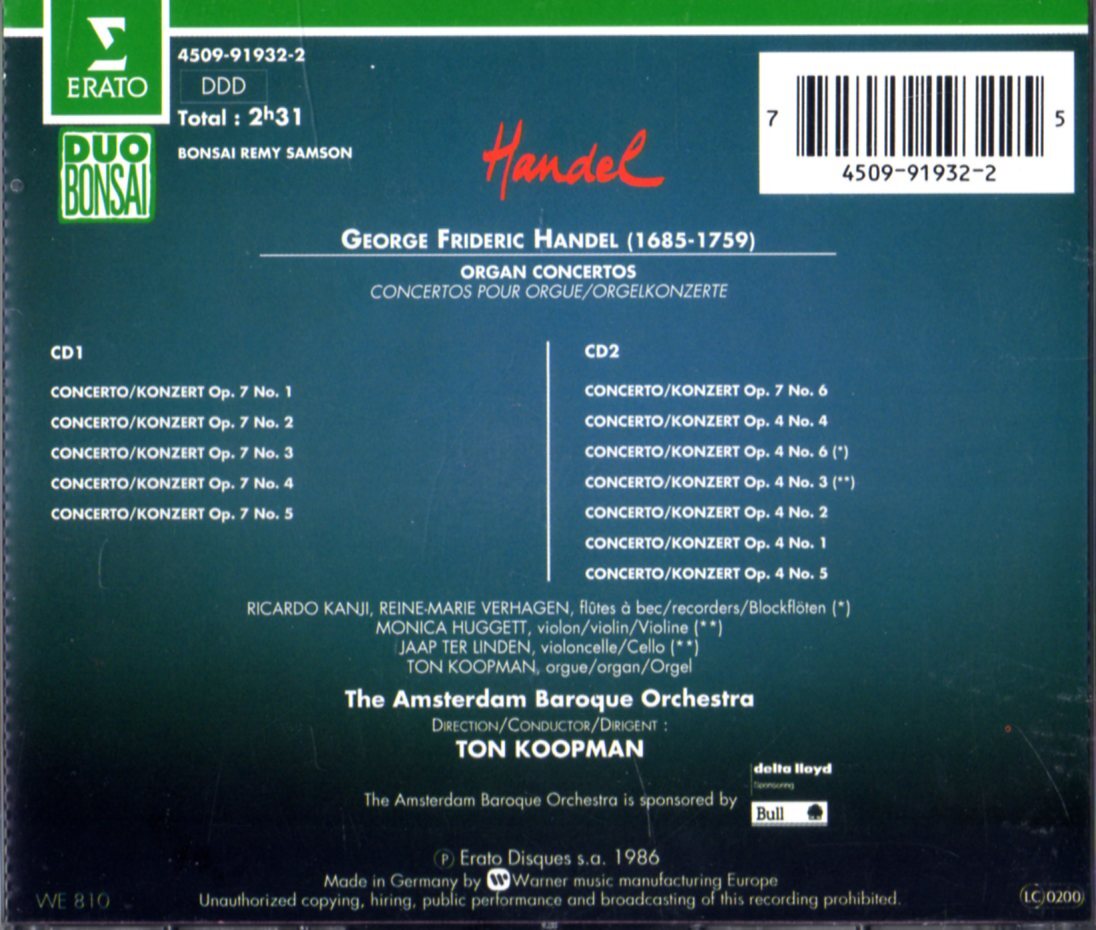 ERATO
4509-91932-2
DDD
Total : 2h31
DUO
BONSAI
BONSAI REMY SAMSON
7 5
4509-91932-2
Handel
GEORGE FRIDERIC HANDEL (1685-1759)
ORGAN CONCERTOS
CONCERTOS POUR ORGUE/ORGELKONZERTE
CD1
CONCERTO/KONZERT Op. 7 No. 1
CONCERTO/KONZERT Op. 7 No. 2
CONCERTO/KONZERT Op. 7 No. 3
CONCERTO/KONZERT Op. 7 No. 4
CONCERTO/KONZERT Op. 7 No. 5
CD2
CONCERTO/KONZERT Op. 7 No. 6
CONCERTO/KONZERT Op. 4 No. 4
CONCERTO/KONZERT Op. 4 No. 6 (*)
CONCERTO/KONZERT Op. 4 No. 3 (**)
CONCERTO/KONZERT Op. 4 No. 2
CONCERTO/KONZERT Op. 4 No. 1
CONCERTO/KONZERT Op. 4 No. 5
RICARDO KANJI, REINE-MARIE VERHAGEN, flûtes à bec/recorders/Blockflöten (*)
MONICA HUGGETT, violon/violin/Violine (**)
JAAP TER LINDEN, violoncelle/Cello (**)
TON KOOPMAN, orgue/organ/Orgel
The Amsterdam Baroque Orchestra
DIRECTION/CONDUCTOR/DIRIGENT :
TON KOOPMAN
delta lloyd
Sponsoring
The Amsterdam Baroque Orchestra is sponsored by
Bull
Ⓟ Erato Disques s.a. 1986
Made in Germany by Warner music manufacturing Europe
WE 810
Unauthorized copying, hiring, public performance and broadcasting of this recording prohibited.
LC 0200